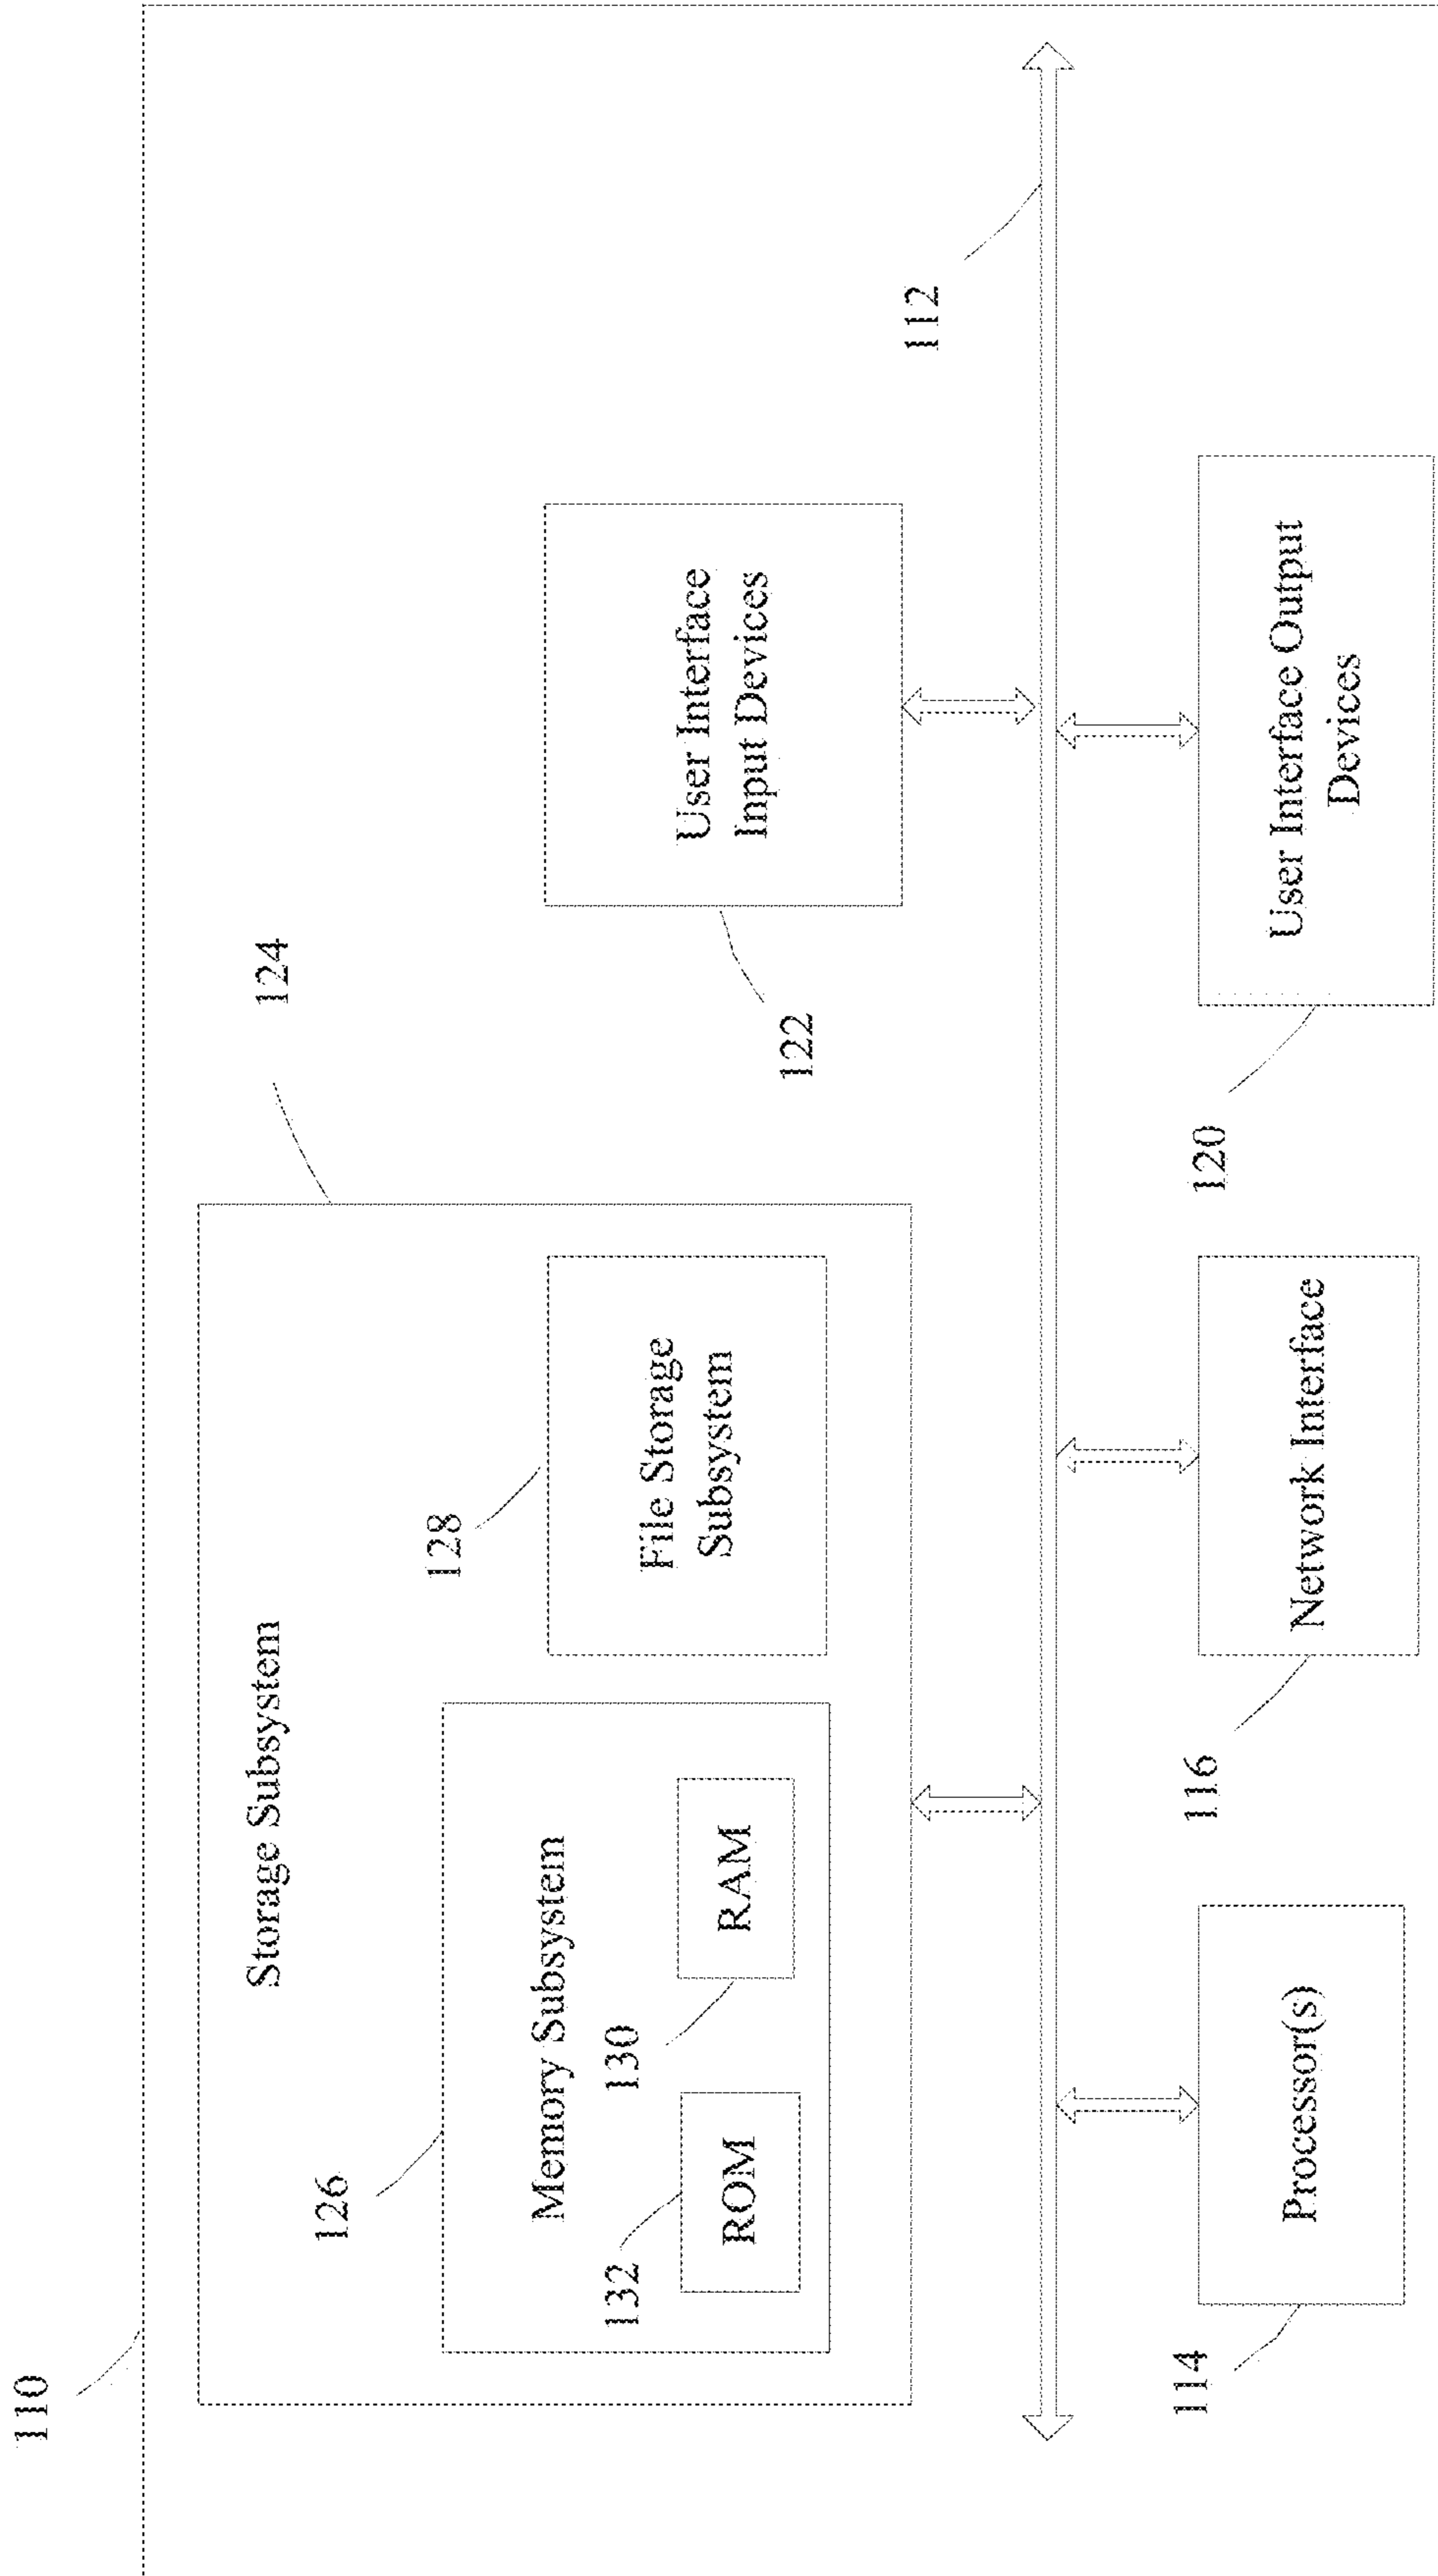 110
124
Storage Subsystem
126
128
Memory Subsystem
132
130
ROM
RAM
File Storage
Subsystem
122
User Interface
Input Devices
112
114
Processor(s)
116
Network Interface
120
User Interface Output
Devices